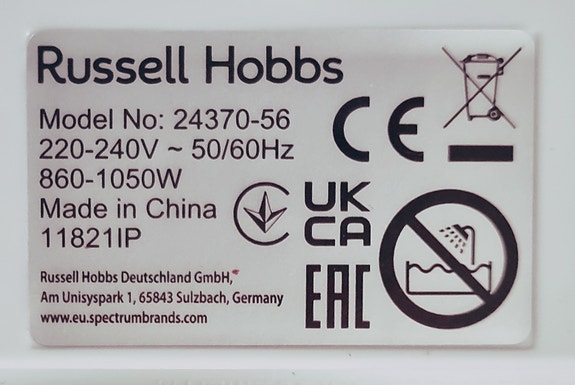 Russell Hobbs
Model No: 24370-56
220-240V ~ 50/60Hz
860-1050W
Made in China
11821IP
CE
UK
CA
EAC
Russell Hobbs Deutschland GmbH,
Am Unisyspark 1, 65843 Sulzbach, Germany
www.eu.spectrumbrands.com